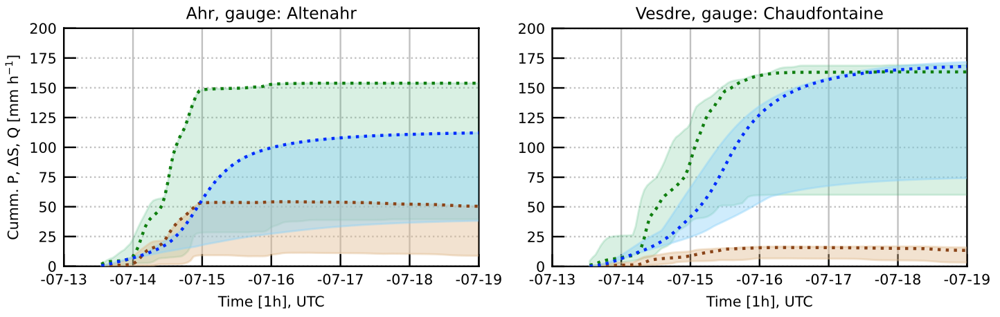 Ahr, gauge: Altenahr
Cumm. P, ΔS, Q [mm h⁻¹]
200
175
150
125
100
75
50
25
0
-07-13 -07-14 -07-15 -07-16 -07-17 -07-18 -07-19
Time [1h], UTC
Vesdre, gauge: Chaudfontaine
200
175
150
125
100
75
50
25
0
-07-13 -07-14 -07-15 -07-16 -07-17 -07-18 -07-19
Time [1h], UTC